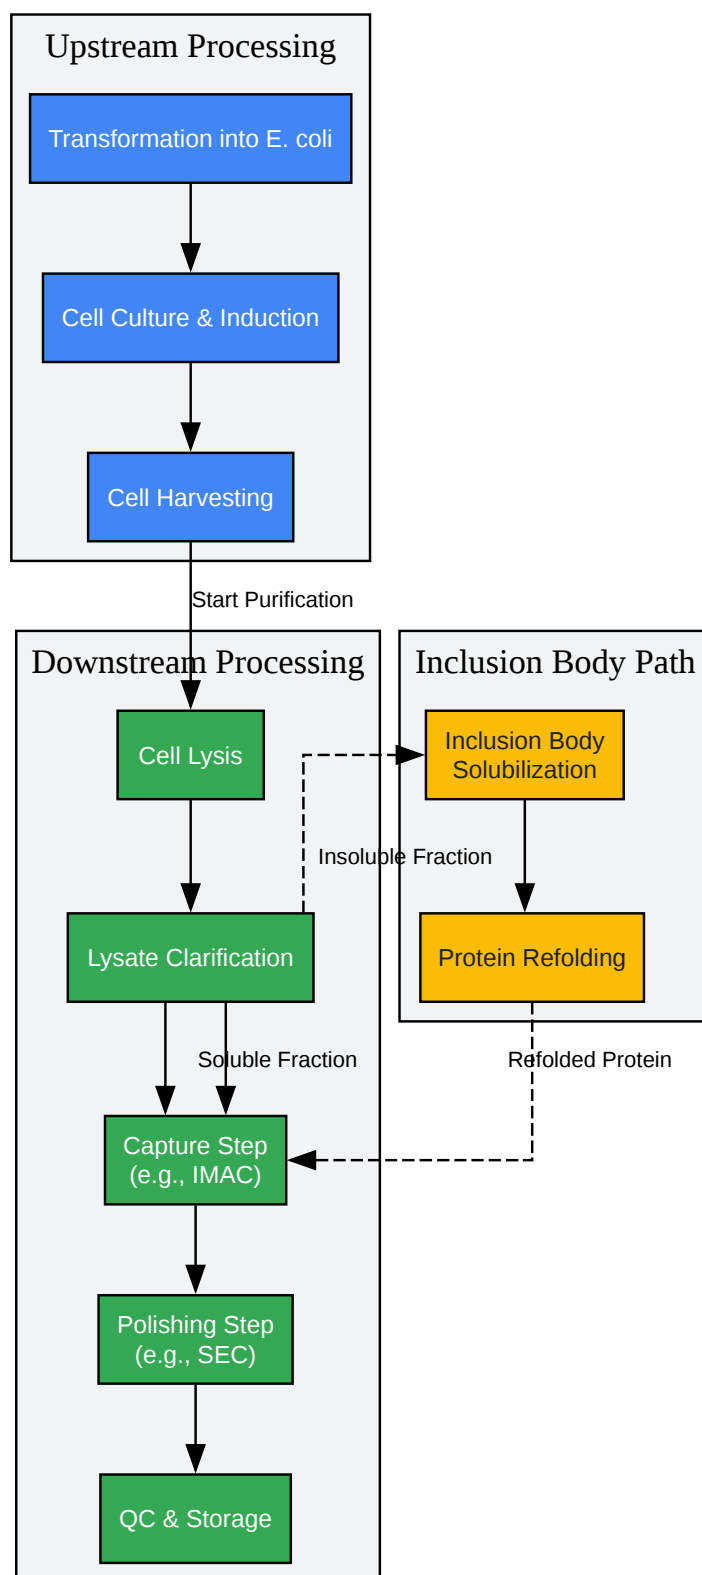 Upstream Processing
Transformation into E. coli
Cell Culture & Induction
Cell Harvesting
Start Purification
Downstream Processing
Inclusion Body Path
Cell Lysis
Inclusion Body
Solubilization
Insoluble Fraction
Lysate Clarification
Protein Refolding
Soluble Fraction
Refolded Protein
Capture Step
(e.g., IMAC)
Polishing Step
(e.g., SEC)
QC & Storage